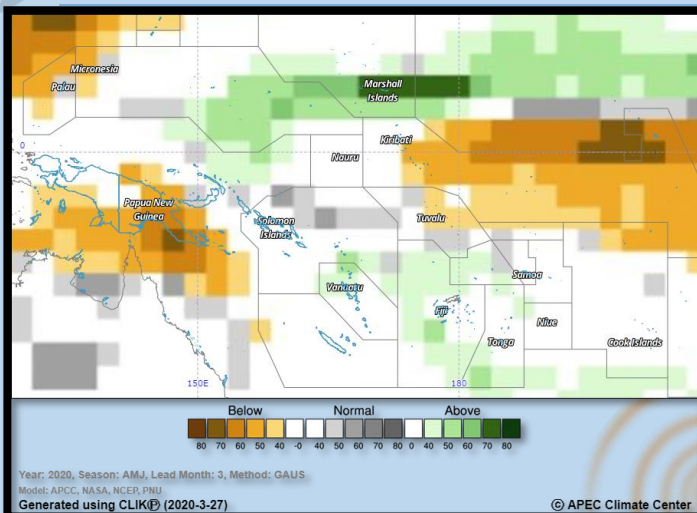 Micronesia
Palau
Marshall
Islands
Kiribati
0
Nauru
Papua New
Guinea
Solomon
Islands
Tuvalu
Samoa
Vanuatu
Fiji
Niue
Tonga
Cook Islands
150E
180
Below Normal Above
80 70 60 50 40 -0 40 50 60 70 80 0 40 50 60 70 80
Year: 2020, Season: AMJ, Lead Month: 3, Method: GAUS
Model: APCC, NASA, NCEP, PNU
Generated using CLIKⓅ (2020-3-27)
© APEC Climate Center